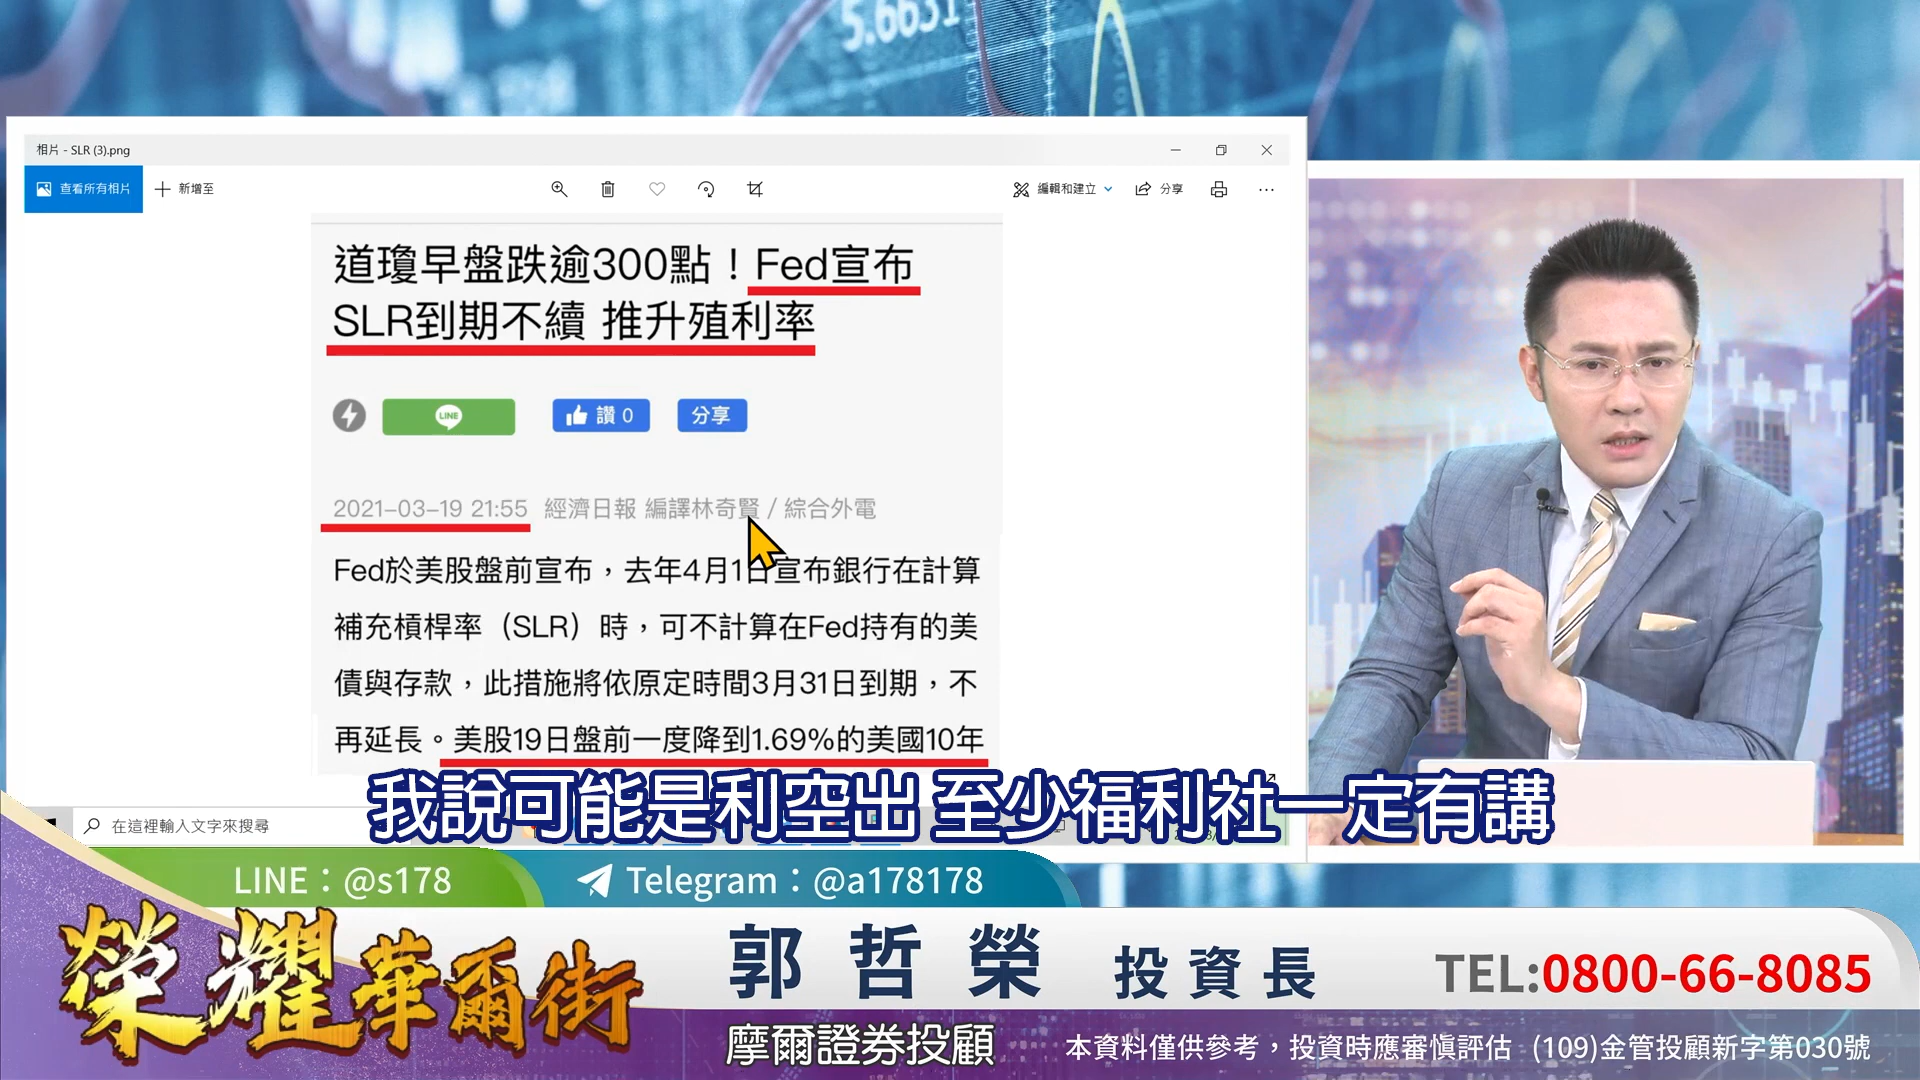 5.6631
相片 - SLR (3).png
查看所有相片
新增至
編輯和建立
分享
道瓊早盤跌逾300點！Fed宣布
SLR到期不續 推升殖利率
LINE
讚 0
分享
2021-03-19 21:55 經濟日報 編譯林奇賢 / 綜合外電
Fed於美股盤前宣布，去年4月1日宣布銀行在計算
補充槓桿率（SLR）時，可不計算在Fed持有的美
債與存款，此措施將依原定時間3月31日到期，不
再延長。美股19日盤前一度降到1.69%的美國10年
我說可能是利空出 至少福利社一定有講
在這裡輸入文字來搜尋
LINE：@s178
Telegram：@a178178
榮耀華爾街
郭哲榮 投資長
TEL:0800-66-8085
摩爾證券投顧
本資料僅供參考，投資時應審慎評估 (109)金管投顧新字第030號